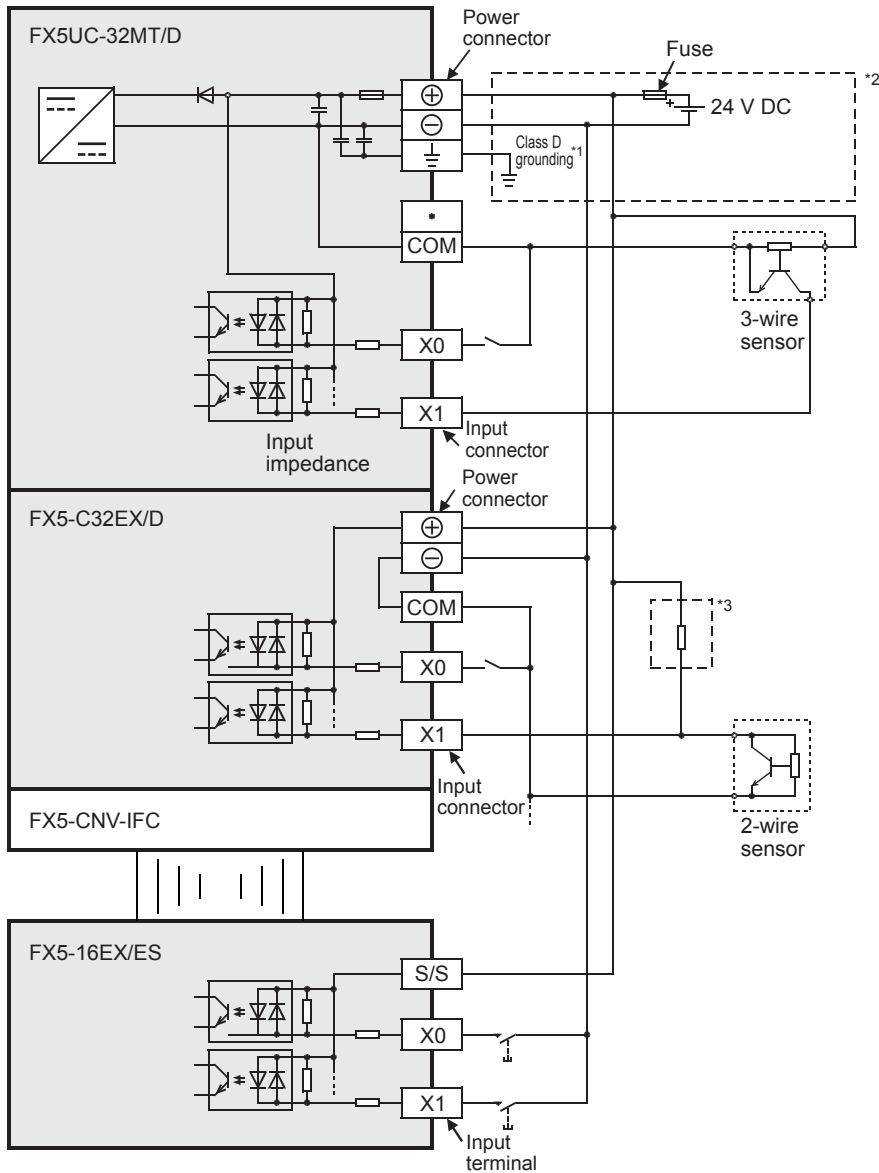 FX5UC-32MT/D
Power
connector
Fuse
*2
24 V DC
Class D
grounding*1
•
COM
X0
3-wire
sensor
X1
Input
connector
Input
impedance
Power
connector
FX5-C32EX/D
COM
*3
X0
X1
Input
connector
2-wire
sensor
FX5-CNV-IFC
FX5-16EX/ES
S/S
X0
X1
Input
terminal